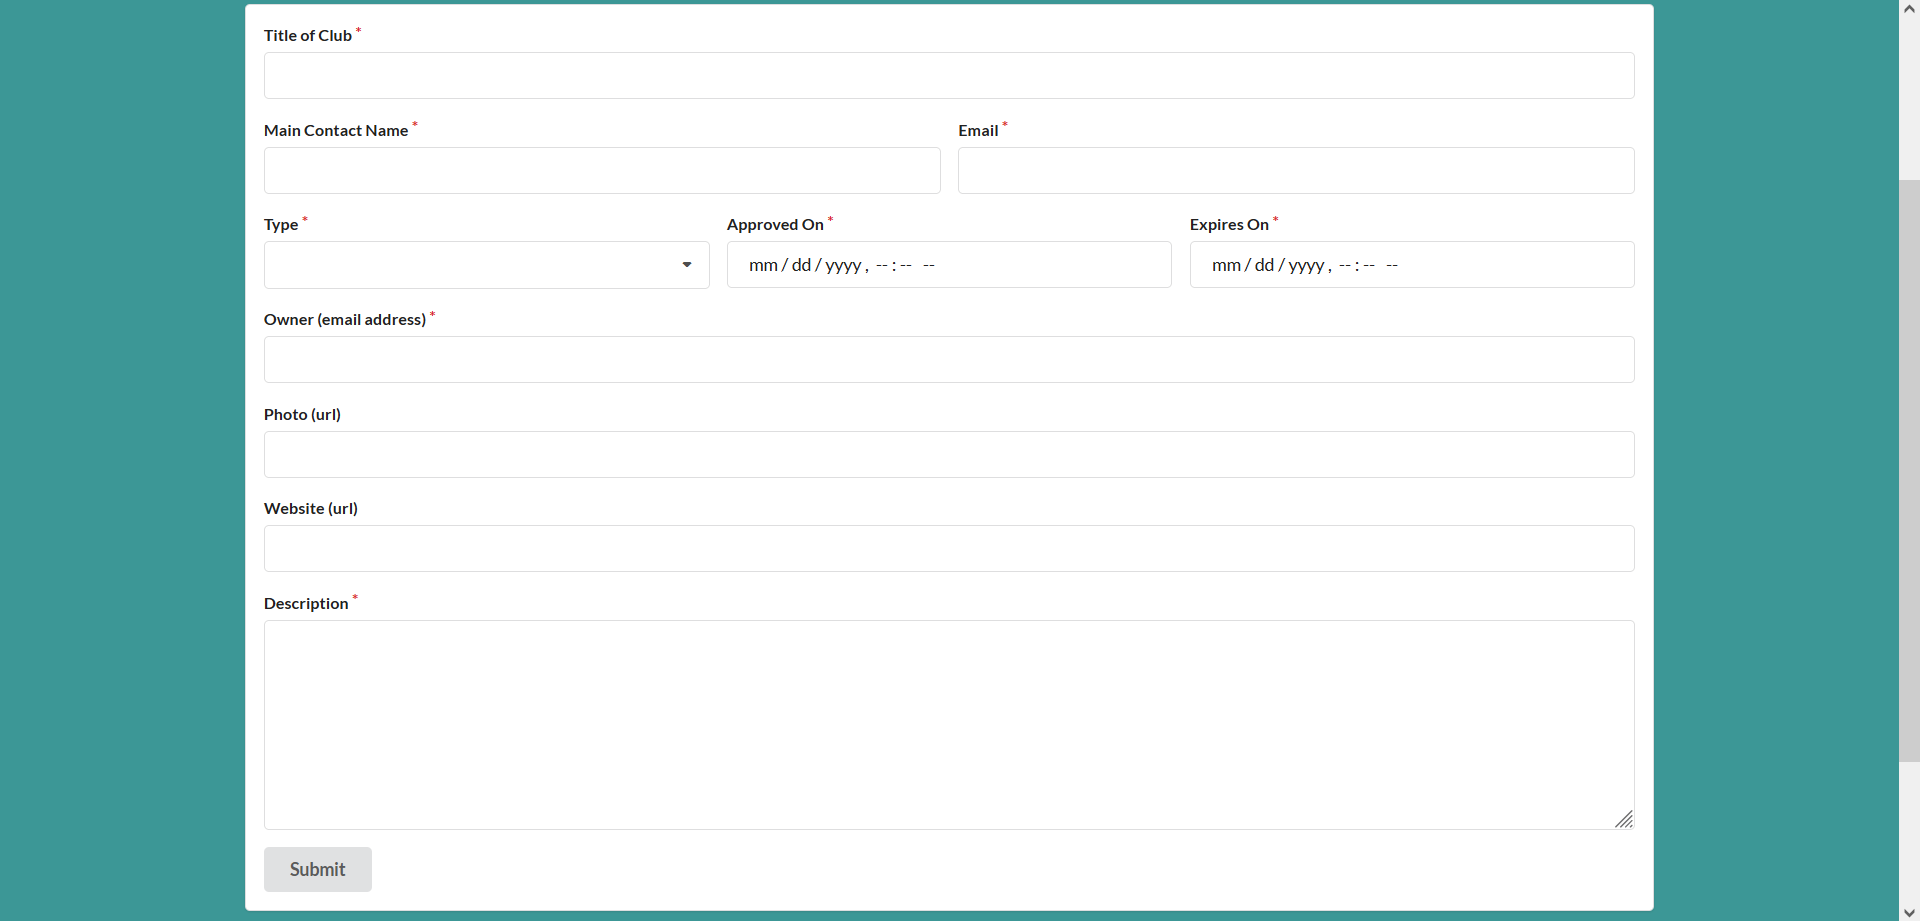 Title of Club *
Main Contact Name * Email *
Type * Approved On * Expires On *
mm / dd / yyyy , -- : -- -- mm / dd / yyyy , -- : -- --
Owner (email address) *
Photo (url)
Website (url)
Description *
Submit